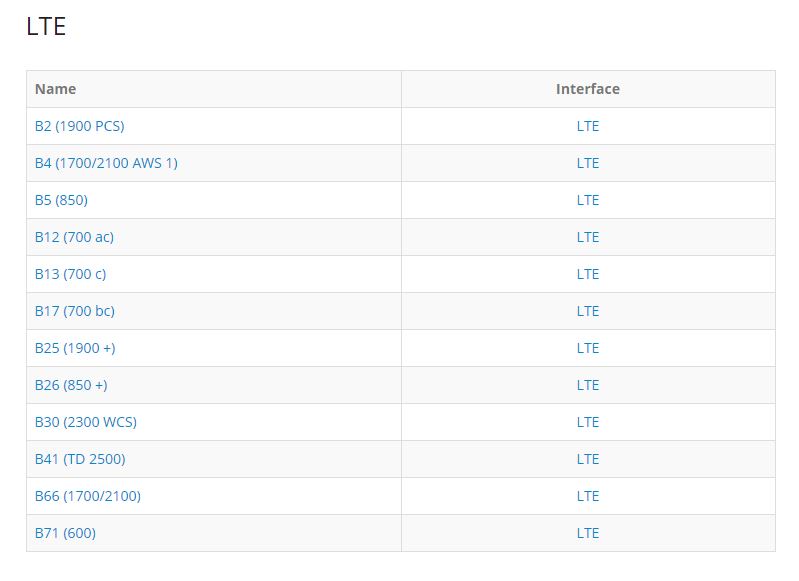 LTE
Name Interface
B2 (1900 PCS) LTE
B4 (1700/2100 AWS 1) LTE
B5 (850) LTE
B12 (700 ac) LTE
B13 (700 c) LTE
B17 (700 bc) LTE
B25 (1900 +) LTE
B26 (850 +) LTE
B30 (2300 WCS) LTE
B41 (TD 2500) LTE
B66 (1700/2100) LTE
B71 (600) LTE